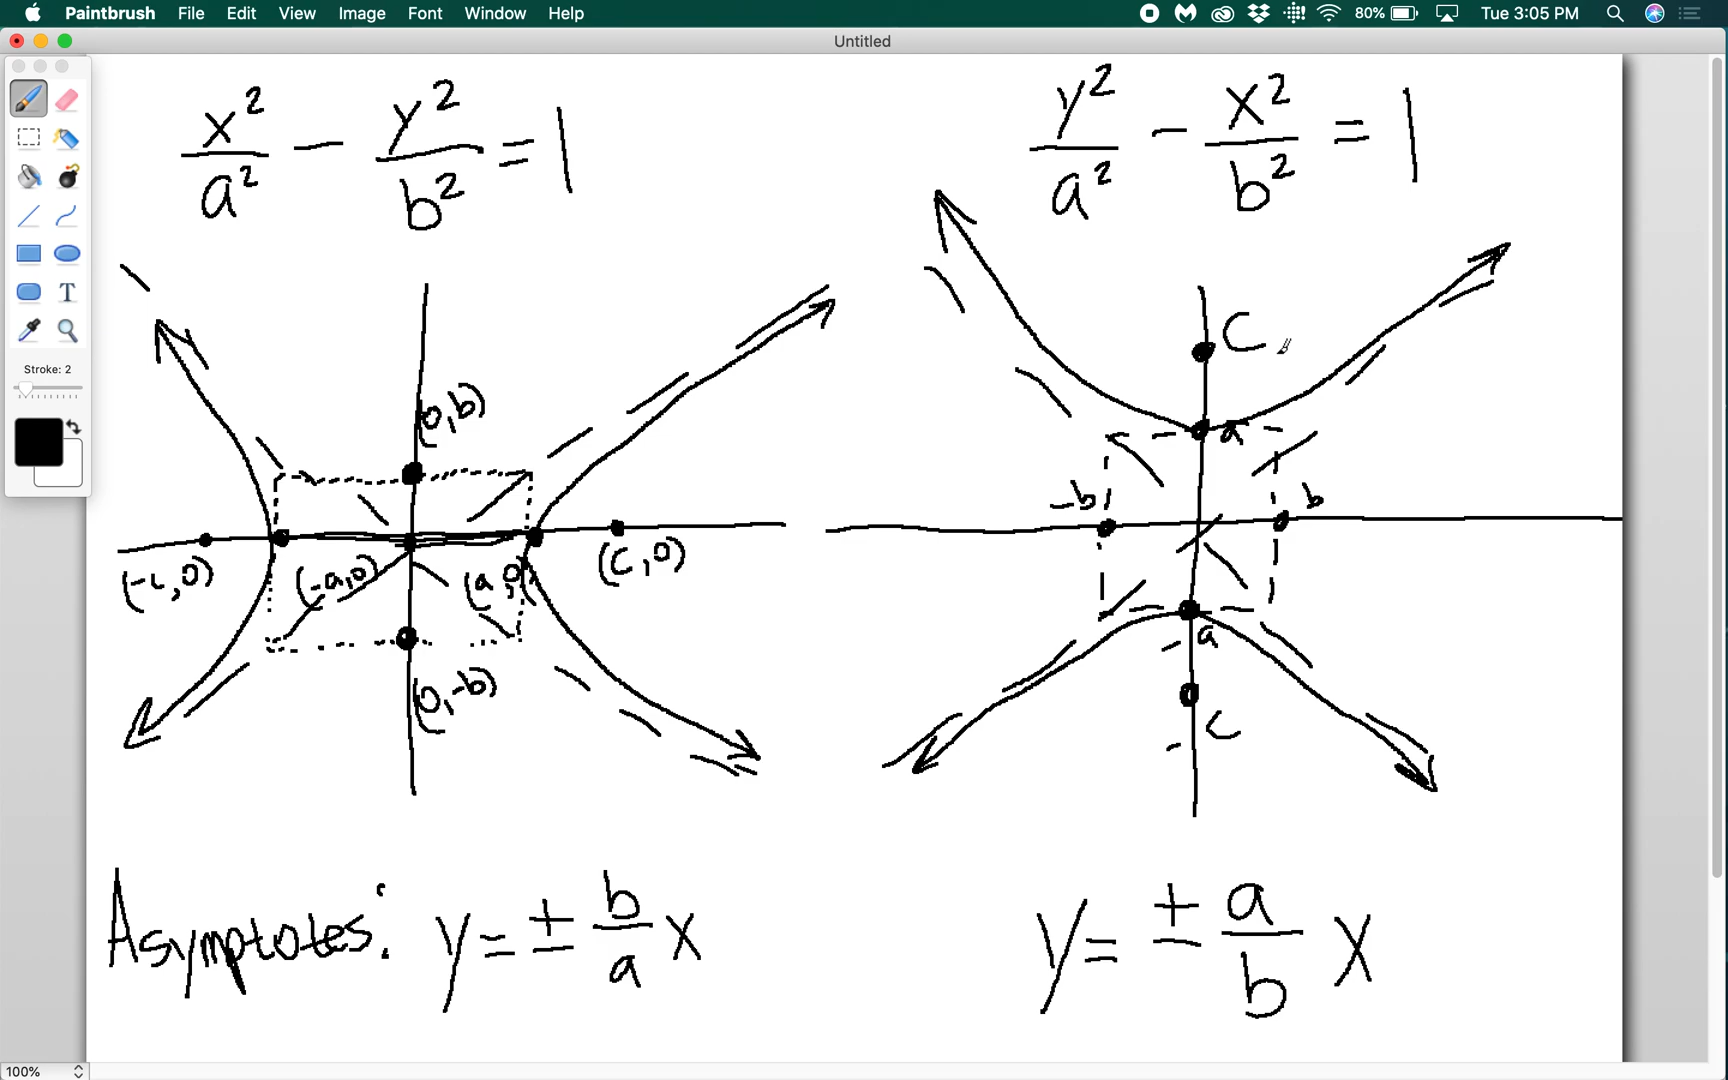 Paintbrush File Edit View Image Font Window Help 80% Tue 3:05 PM
Untitled
x²/a² - y²/b² = 1
y²/a² - x²/b² = 1
T
Stroke: 2
C
(0,b)
a
-b b
(-c,0) (-a,0) (a,0) (c,0)
-a
(0,-b)
-c
Asymptotes: y = ± b/a x
y = ± a/b x
100%